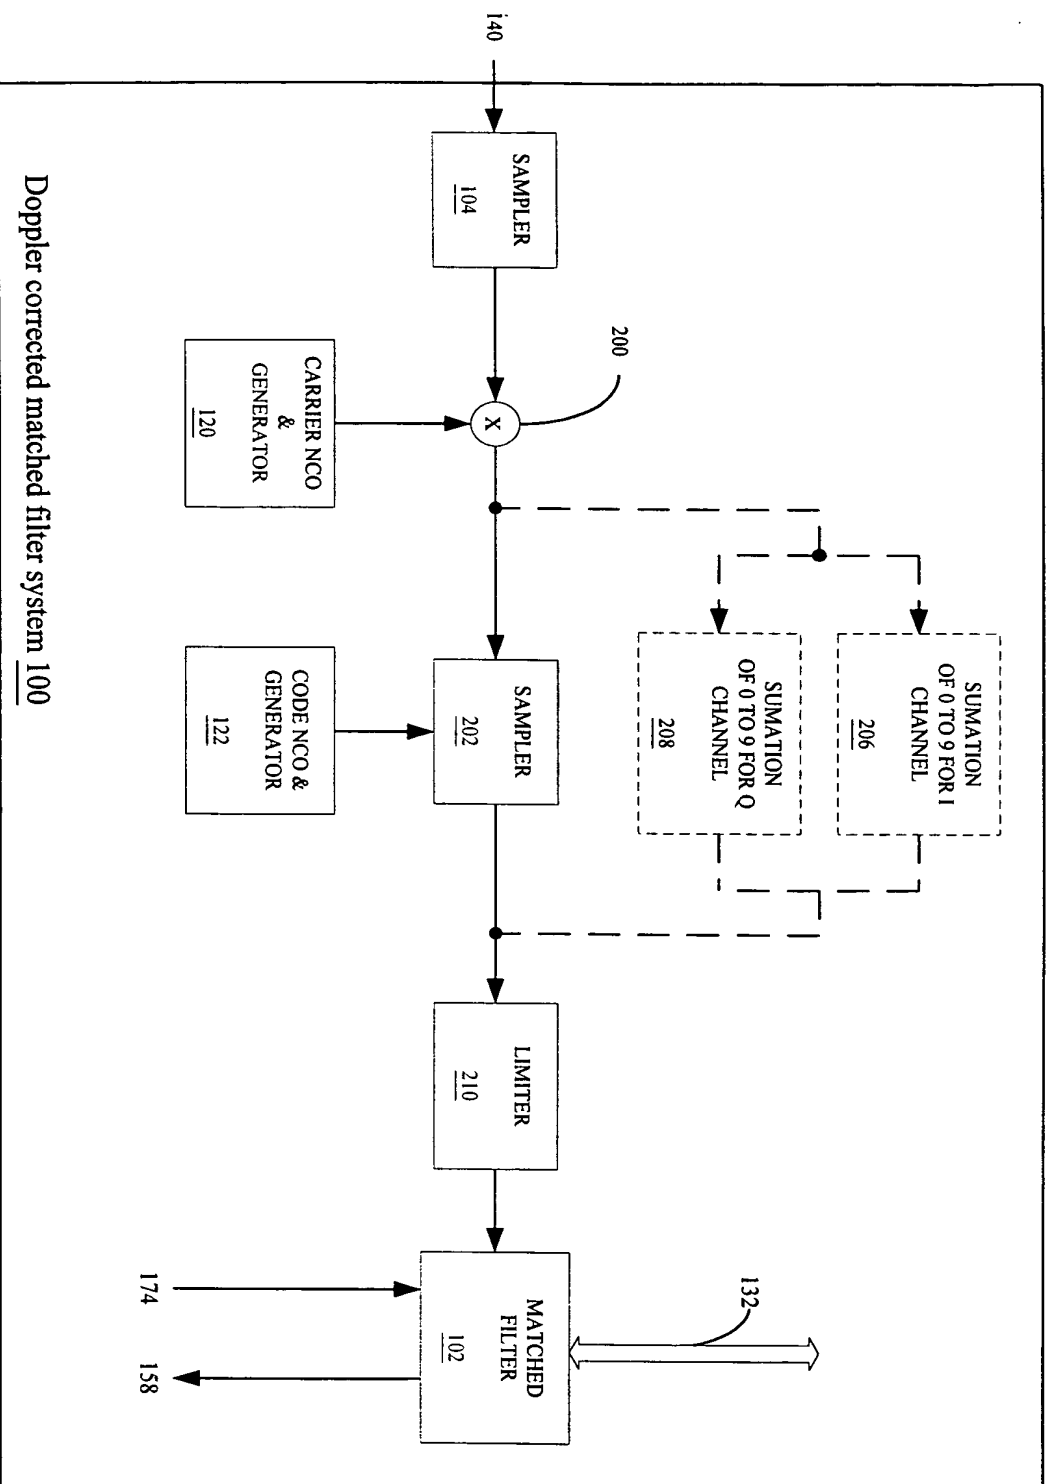 140
SAMPLER
104
200
CARRIER NCO
&
GENERATOR
120
SUMATION
OF 0 TO 9 FOR I
CHANNEL
206
SUMATION
OF 0 TO 9 FOR Q
CHANNEL
208
SAMPLER
202
CODE NCO &
GENERATOR
122
LIMITER
210
MATCHED
FILTER
102
132
174
158
X
Doppler corrected matched filter system 100